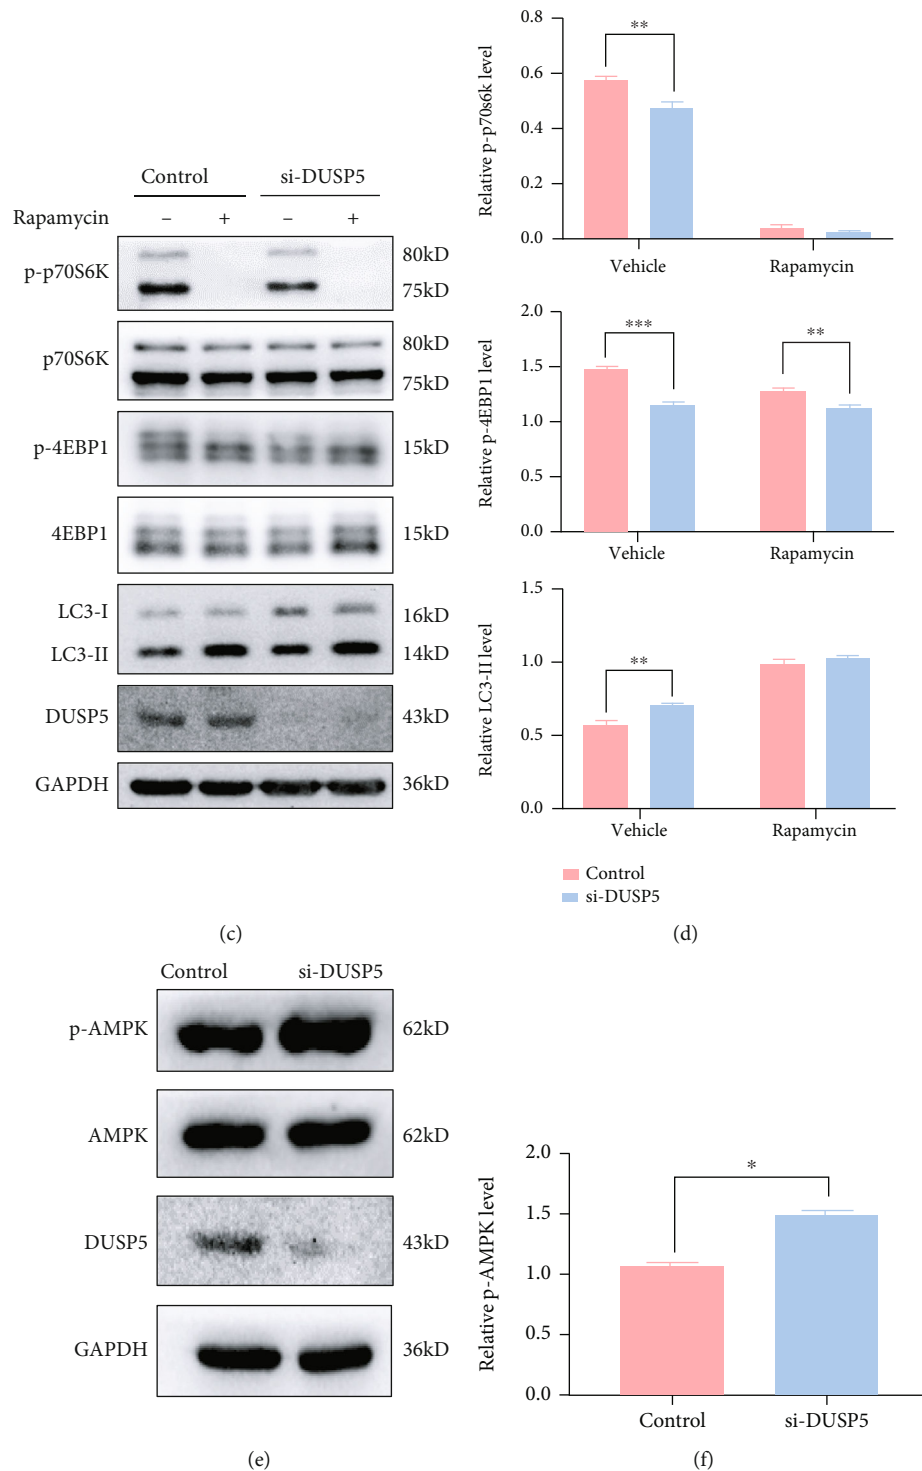 Control si-DUSP5
Rapamycin – + – +
p-p70S6K 80kD
75kD
p70S6K 80kD
75kD
p-4EBP1 15kD
4EBP1 15kD
LC3-I 16kD
LC3-II 14kD
DUSP5 43kD
GAPDH 36kD
(c)
Relative p-p70s6k level
0.8
0.6
0.4
0.2
0.0
**
Vehicle Rapamycin
Relative p-4EBP1 level
2.0
1.5
1.0
0.5
0.0
*** **
Vehicle Rapamycin
Relative LC3-II level
1.5
1.0
0.5
0.0
**
Vehicle Rapamycin
Control
si-DUSP5
(d)
Control si-DUSP5
p-AMPK 62kD
AMPK 62kD
DUSP5 43kD
GAPDH 36kD
(e)
Relative p-AMPK level
2.0
1.5
1.0
0.5
0.0
*
Control si-DUSP5
(f)